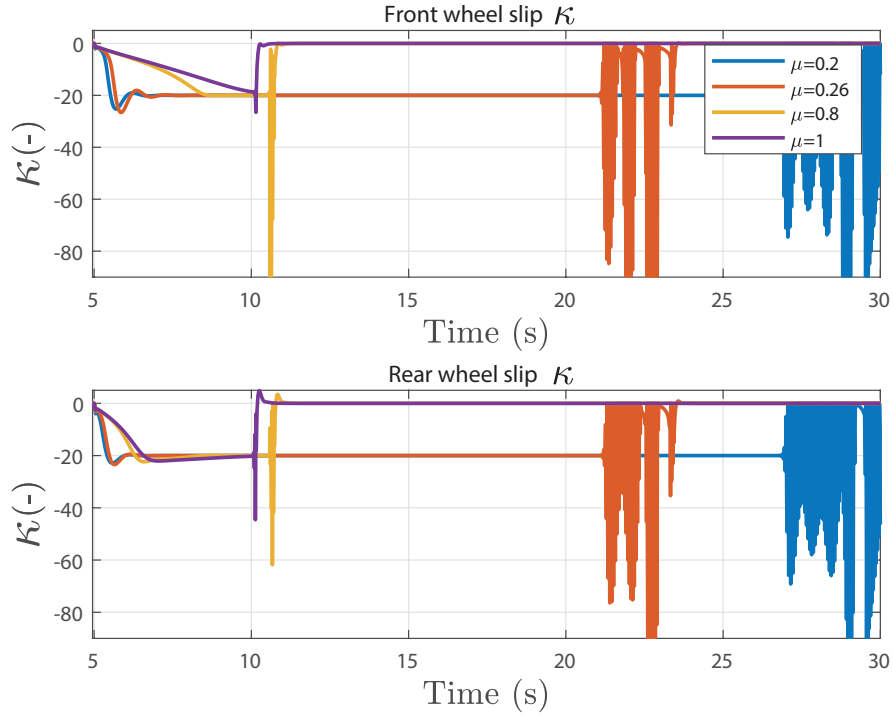 Front wheel slip κ
0
-20
-40
-60
-80
κ(-)
5
10
15
20
25
30
Time (s)
μ=0.2
μ=0.26
μ=0.8
μ=1
Rear wheel slip κ
0
-20
-40
-60
-80
κ(-)
5
10
15
20
25
30
Time (s)